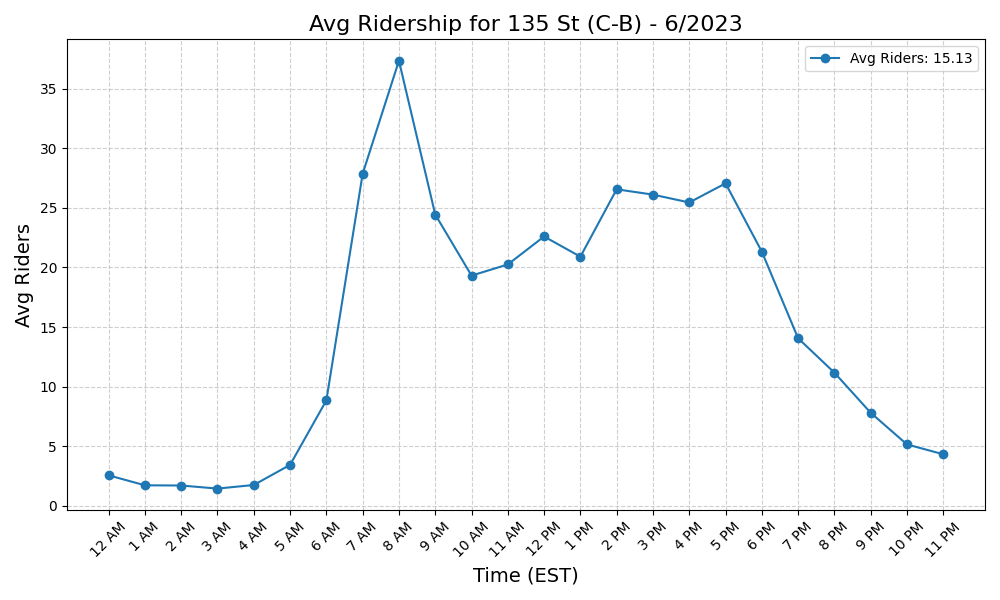 Avg Ridership for 135 St (C-B) - 6/2023
Avg Riders: 15.13
Avg Riders
35
30
25
20
15
10
5
0
12 AM
1 AM
2 AM
3 AM
4 AM
5 AM
6 AM
7 AM
8 AM
9 AM
10 AM
11 AM
12 PM
1 PM
2 PM
3 PM
4 PM
5 PM
6 PM
7 PM
8 PM
9 PM
10 PM
11 PM
Time (EST)